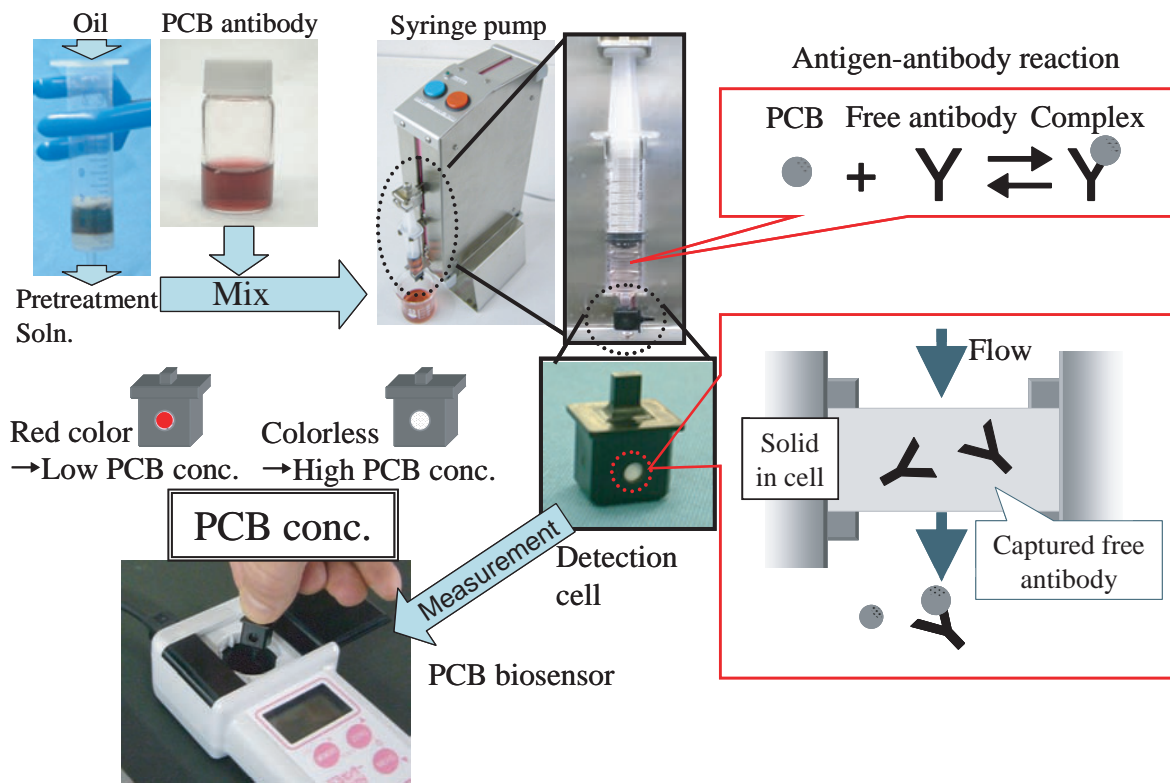 Oil
PCB antibody
Syringe pump
Antigen-antibody reaction
PCB
Free antibody
Complex
+
Pretreatment
Soln.
Mix
Flow
Red color
→Low PCB conc.
Colorless
→High PCB conc.
Solid
in cell
PCB conc.
Captured free
antibody
Measurement
Detection
cell
PCB biosensor